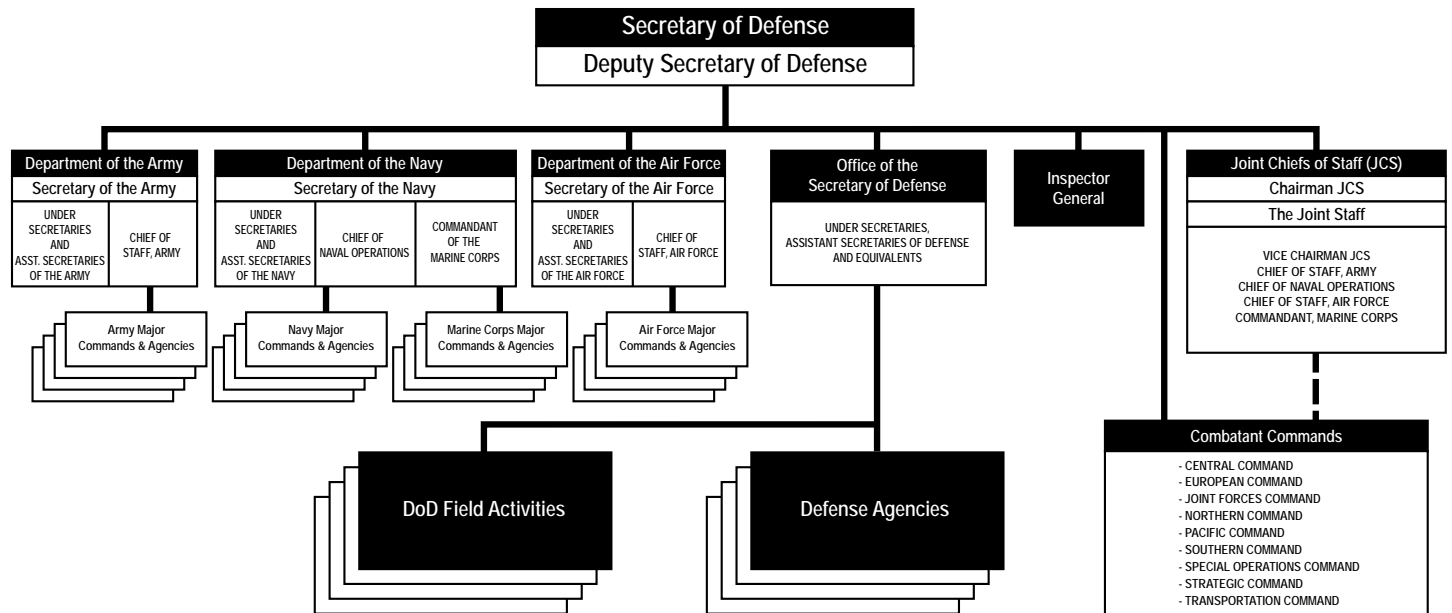 Secretary of Defense
Deputy Secretary of Defense
Department of the Army
Secretary of the Army
UNDER
SECRETARIES
AND
ASST. SECRETARIES
OF THE ARMY
CHIEF OF
STAFF, ARMY
Army Major
Commands & Agencies
Department of the Navy
Secretary of the Navy
UNDER
SECRETARIES
AND
ASST. SECRETARIES
OF THE NAVY
CHIEF OF
NAVAL OPERATIONS
COMMANDANT
OF THE
MARINE CORPS
Navy Major
Commands & Agencies
Marine Corps Major
Commands & Agencies
Department of the Air Force
Secretary of the Air Force
UNDER
SECRETARIES
AND
ASST. SECRETARIES
OF THE AIR FORCE
CHIEF OF
STAFF, AIR FORCE
Air Force Major
Commands & Agencies
Office of the
Secretary of Defense
UNDER SECRETARIES,
ASSISTANT SECRETARIES OF DEFENSE
AND EQUIVALENTS
DoD Field Activities
Defense Agencies
Inspector
General
Joint Chiefs of Staff (JCS)
Chairman JCS
The Joint Staff
VICE CHAIRMAN JCS
CHIEF OF STAFF, ARMY
CHIEF OF NAVAL OPERATIONS
CHIEF OF STAFF, AIR FORCE
COMMANDANT, MARINE CORPS
Combatant Commands
- CENTRAL COMMAND
- EUROPEAN COMMAND
- JOINT FORCES COMMAND
- NORTHERN COMMAND
- PACIFIC COMMAND
- SOUTHERN COMMAND
- SPECIAL OPERATIONS COMMAND
- STRATEGIC COMMAND
- TRANSPORTATION COMMAND